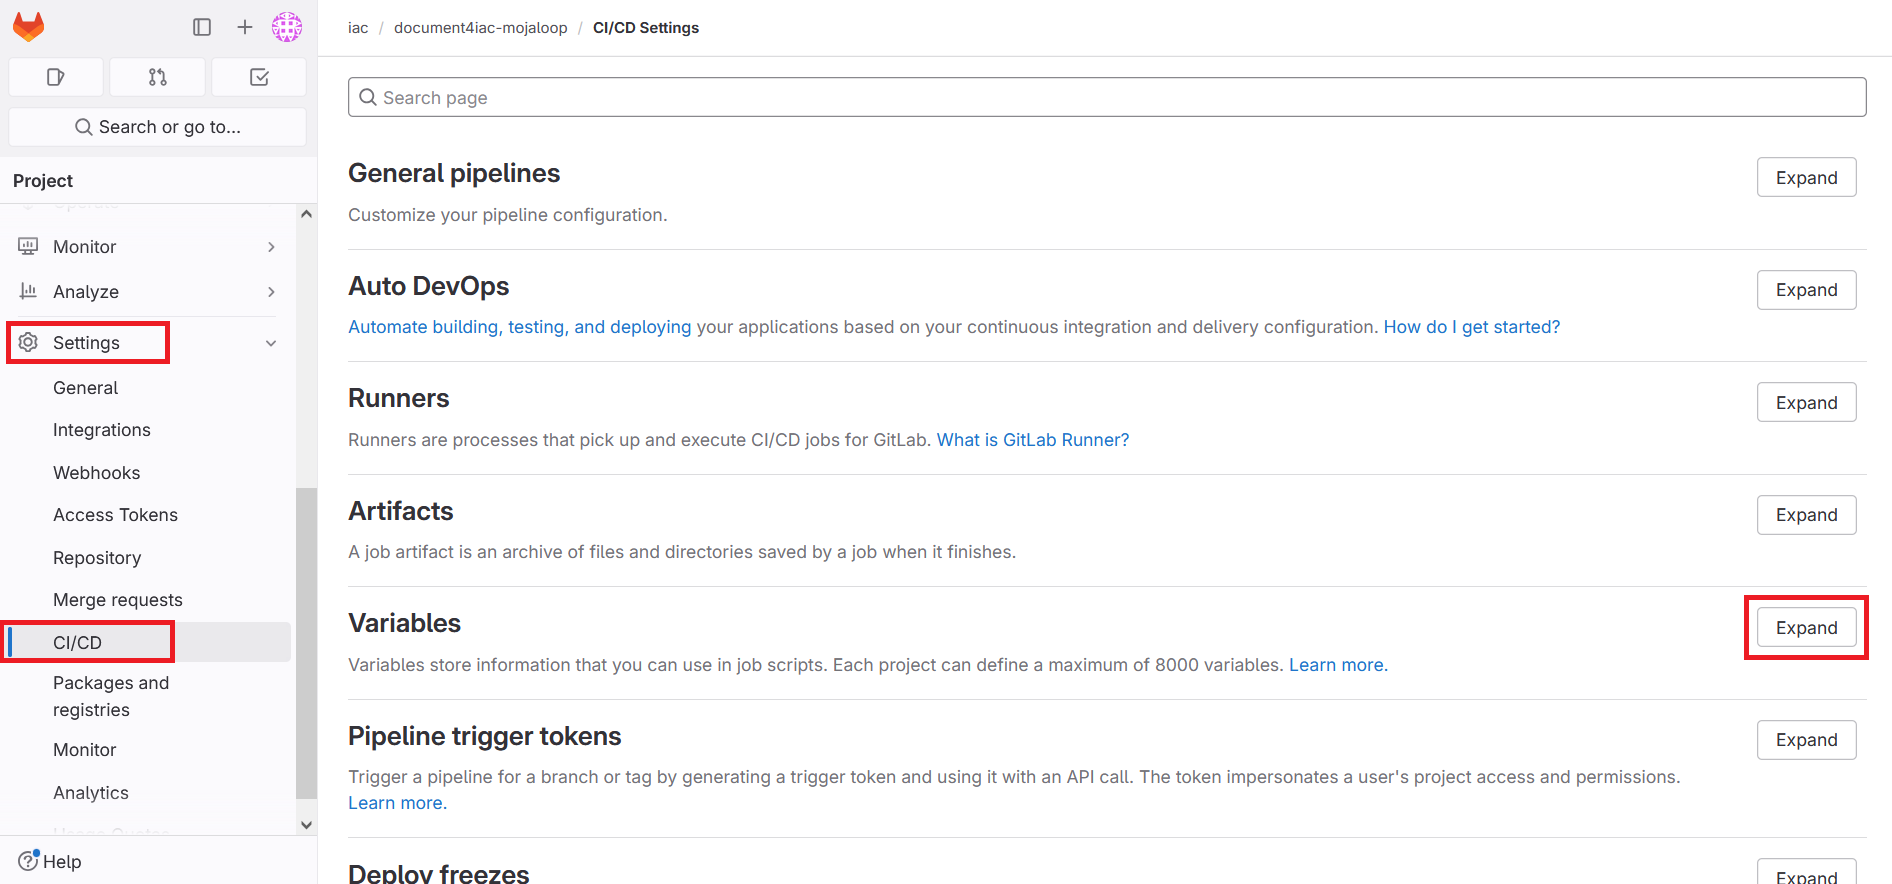 iac / document4iac-mojaloop / CI/CD Settings
Search page
Search or go to...
Project
Monitor
Analyze
Settings
General
Integrations
Webhooks
Access Tokens
Repository
Merge requests
CI/CD
Packages and
registries
Monitor
Analytics
Help
General pipelines
Expand
Customize your pipeline configuration.
Auto DevOps
Expand
Automate building, testing, and deploying your applications based on your continuous integration and delivery configuration. How do I get started?
Runners
Expand
Runners are processes that pick up and execute CI/CD jobs for GitLab. What is GitLab Runner?
Artifacts
Expand
A job artifact is an archive of files and directories saved by a job when it finishes.
Variables
Expand
Variables store information that you can use in job scripts. Each project can define a maximum of 8000 variables. Learn more.
Pipeline trigger tokens
Expand
Trigger a pipeline for a branch or tag by generating a trigger token and using it with an API call. The token impersonates a user's project access and permissions.
Learn more.
Deploy freezes
Expand